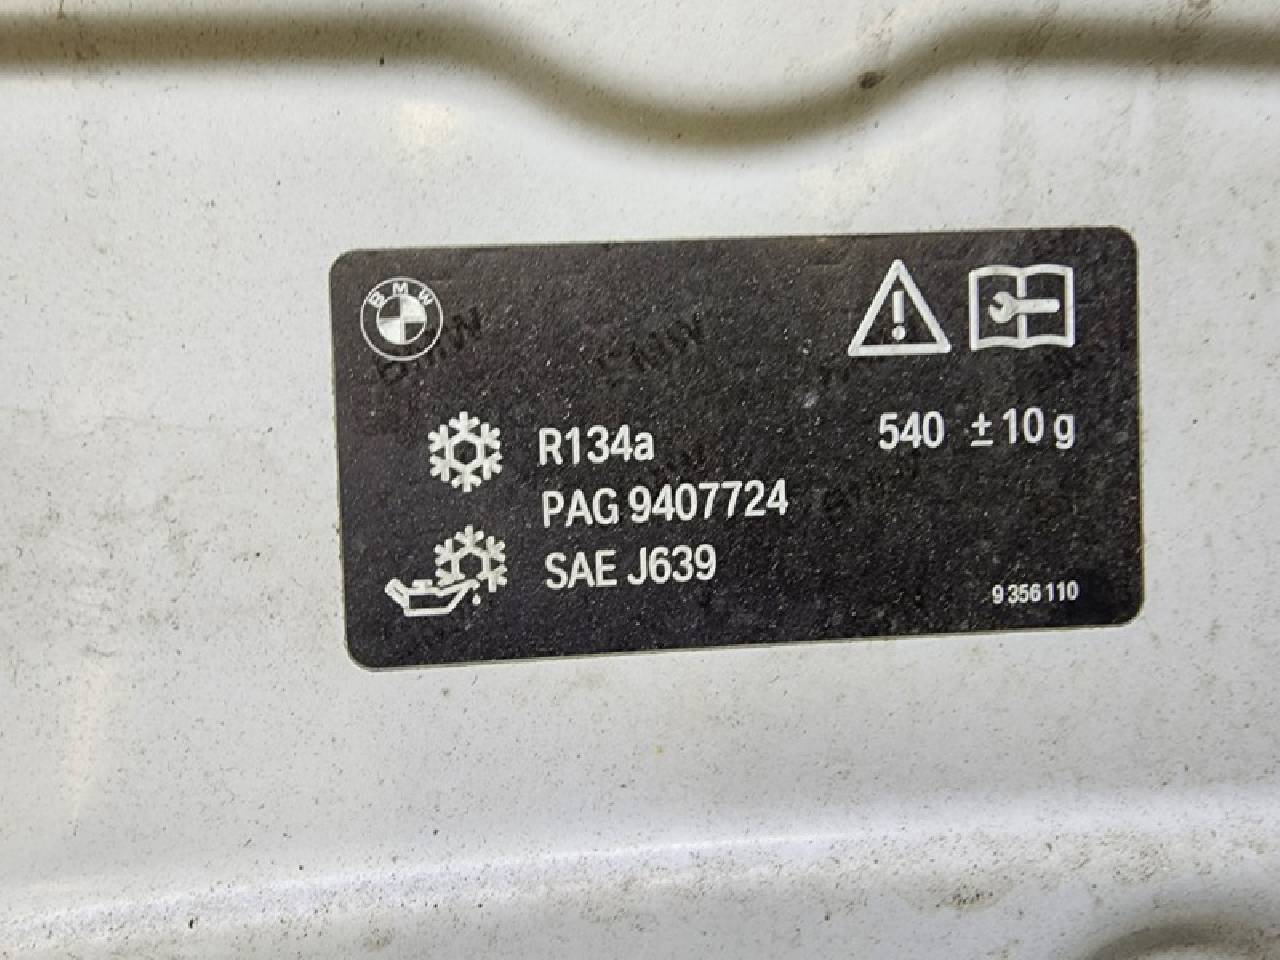 BMW
R134a 540 ±10 g
PAG 9407724
SAE J639
9 356 110